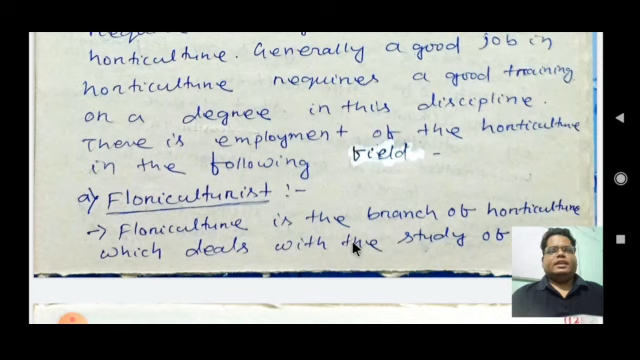 horticulture. Generally a good job in
horticulture requires a good training
or a degree in this discipline.
There is employment of the horticulture
in the following field -
a) Floriculturist :-
→ Floriculture is the branch of horticulture
which deals with the study of